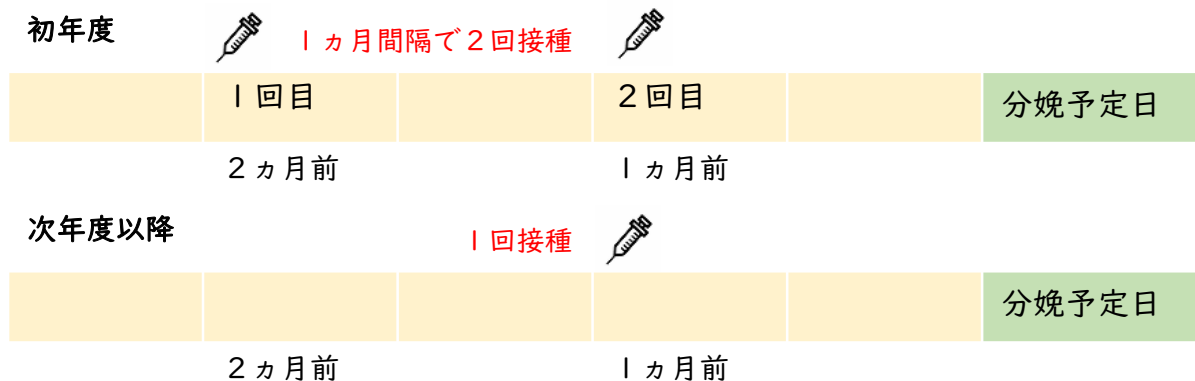 初年度
1ヵ月間隔で2回接種
1回目 2回目 分娩予定日
2ヵ月前 1ヵ月前
次年度以降
1回接種
分娩予定日
2ヵ月前 1ヵ月前